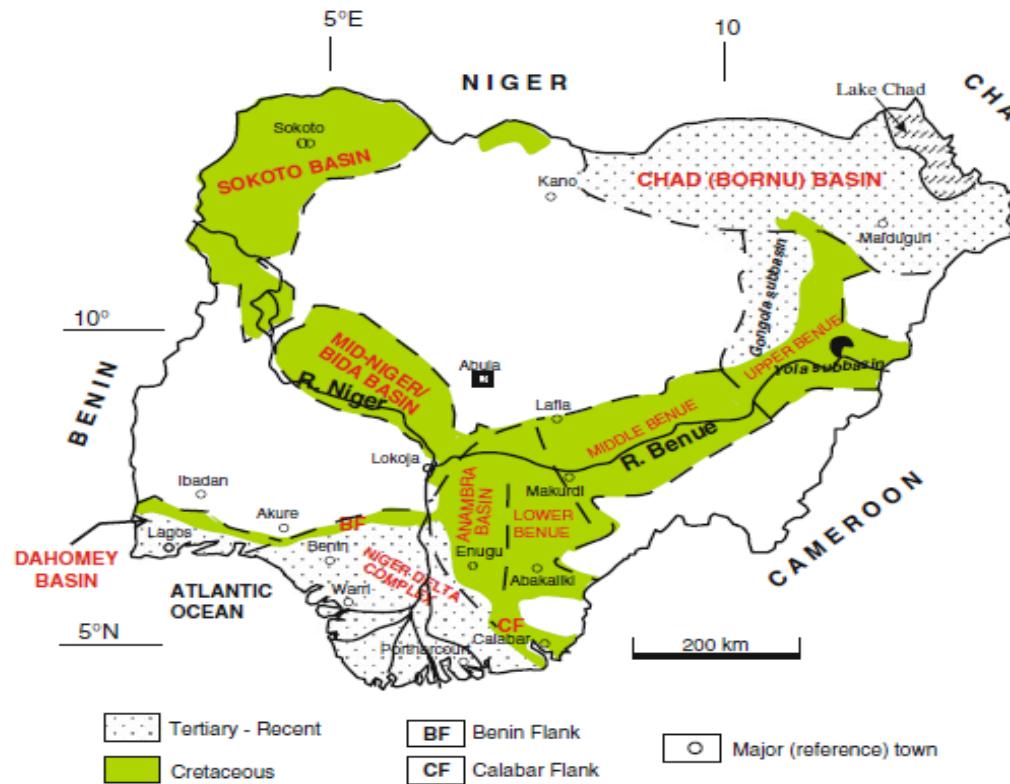 5°E
10
NIGER
CHA
Lake Chad
Sokoto
SOKOTO BASIN
Kano
CHAD (BORNU) BASIN
Maiduguri
Gongola subbasin
10°
MID-NIGER/
BIDA BASIN
R. Niger
Abuja
UPPER BENUE
Yola subbasin
BENIN
Lafia
MIDDLE BENUE
R. Benue
Lokoja
Makurdi
Ibadan
Akure
BF
ANAMBRA
BASIN
LOWER
BENUE
CAMEROON
Lagos
Benin
Enugu
Abakaliki
DAHOMEY
BASIN
NIGER DELTA
COMPLEX
ATLANTIC
OCEAN
Warri
CF
Calabar
5°N
Portharcourt
200 km
Tertiary - Recent
BF
Benin Flank
Major (reference) town
Cretaceous
CF
Calabar Flank